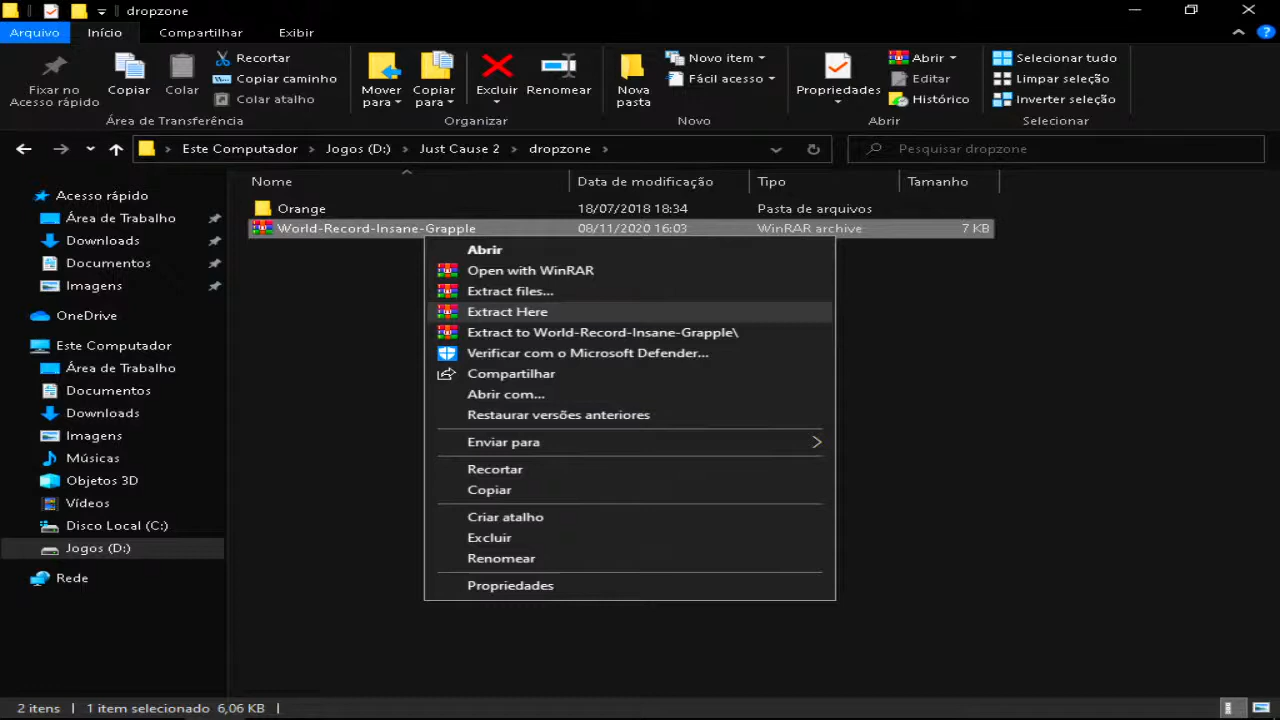 dropzone
Arquivo Início Compartilhar Exibir
Fixar no Acesso rápido
Copiar
Colar
Recortar
Copiar caminho
Colar atalho
Área de Transferência
Mover para
Copiar para
Excluir
Renomear
Organizar
Nova pasta
Novo item
Fácil acesso
Novo
Propriedades
Abrir
Editar
Histórico
Abrir
Selecionar tudo
Limpar seleção
Inverter seleção
Selecionar
Este Computador > Jogos (D:) > Just Cause 2 > dropzone >
Pesquisar dropzone
Acesso rápido
Área de Trabalho
Downloads
Documentos
Imagens
OneDrive
Este Computador
Área de Trabalho
Documentos
Downloads
Imagens
Músicas
Objetos 3D
Vídeos
Disco Local (C:)
Jogos (D:)
Rede
Nome Data de modificação Tipo Tamanho
Orange 18/07/2018 18:34 Pasta de arquivos
World-Record-Insane-Grapple 08/11/2020 16:03 WinRAR archive 7 KB
Abrir
Open with WinRAR
Extract files...
Extract Here
Extract to World-Record-Insane-Grapple\
Verificar com o Microsoft Defender...
Compartilhar
Abrir com...
Restaurar versões anteriores
Enviar para
Recortar
Copiar
Criar atalho
Excluir
Renomear
Propriedades
2 itens 1 item selecionado 6,06 KB